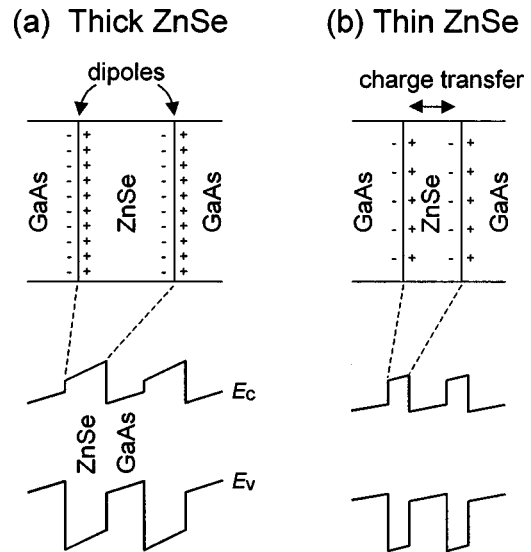 (a) Thick ZnSe
dipoles
GaAs
- + - +
- + - +
- + - +
- + - +
- + - +
- + - +
- + - +
- + - +
- + - +
- + - +
ZnSe
GaAs
ZnSe
GaAs
EC
EV
(b) Thin ZnSe
charge transfer
GaAs
- + - +
- + - +
- + - +
- + - +
- + - +
ZnSe
GaAs